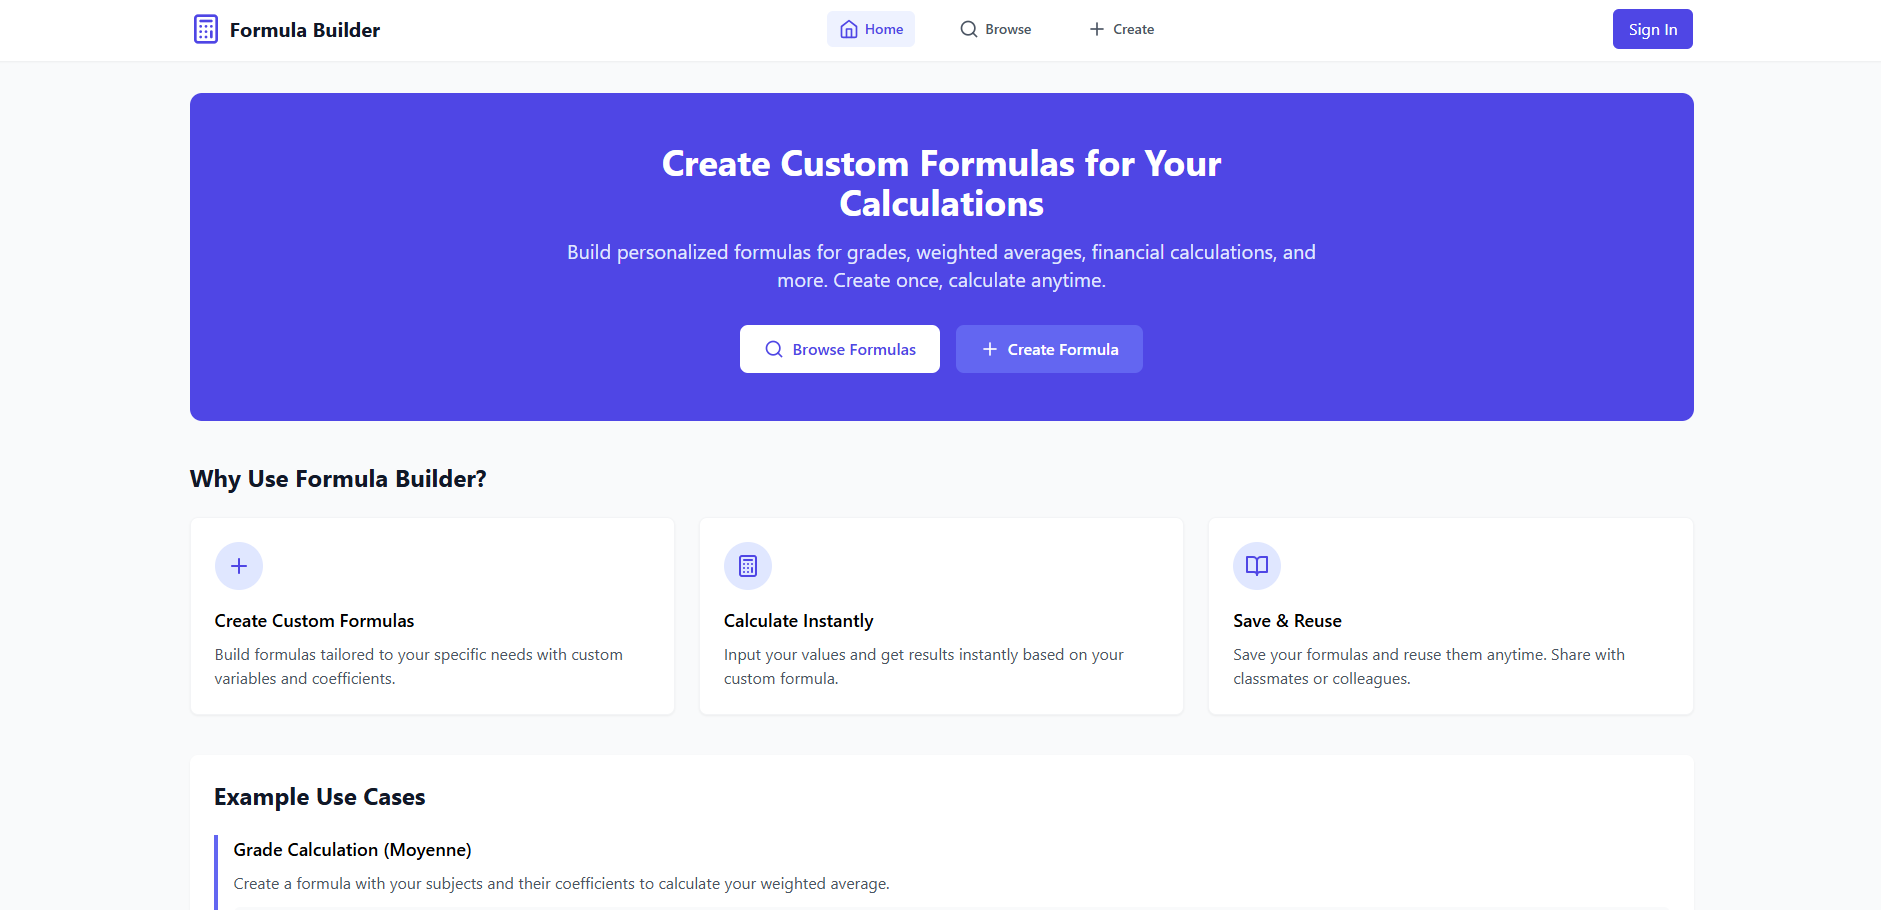 Formula Builder
Home
Browse
Create
Sign In
Create Custom Formulas for Your
Calculations
Build personalized formulas for grades, weighted averages, financial calculations, and
more. Create once, calculate anytime.
Browse Formulas
Create Formula
Why Use Formula Builder?
Create Custom Formulas
Build formulas tailored to your specific needs with custom
variables and coefficients.
Calculate Instantly
Input your values and get results instantly based on your
custom formula.
Save & Reuse
Save your formulas and reuse them anytime. Share with
classmates or colleagues.
Example Use Cases
Grade Calculation (Moyenne)
Create a formula with your subjects and their coefficients to calculate your weighted average.